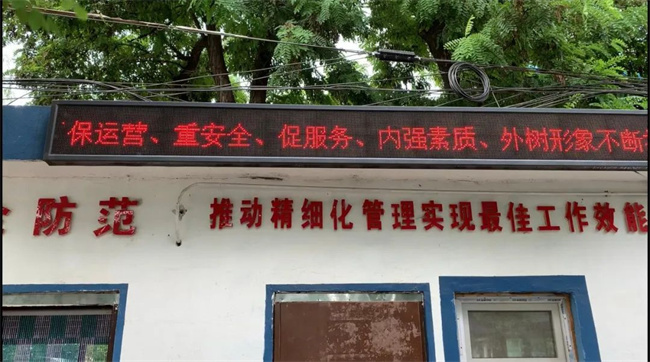 保运营、重安全、促服务、内强素质、外树形象不断
防范 推动精细化管理实现最佳工作效能